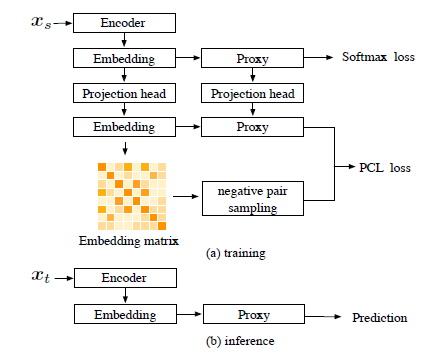 x_s
Encoder
Embedding
Proxy
Softmax loss
Projection head
Projection head
Embedding
Proxy
PCL loss
negative pair
sampling
Embedding matrix
(a) training
x_t
Encoder
Embedding
Proxy
Prediction
(b) inference